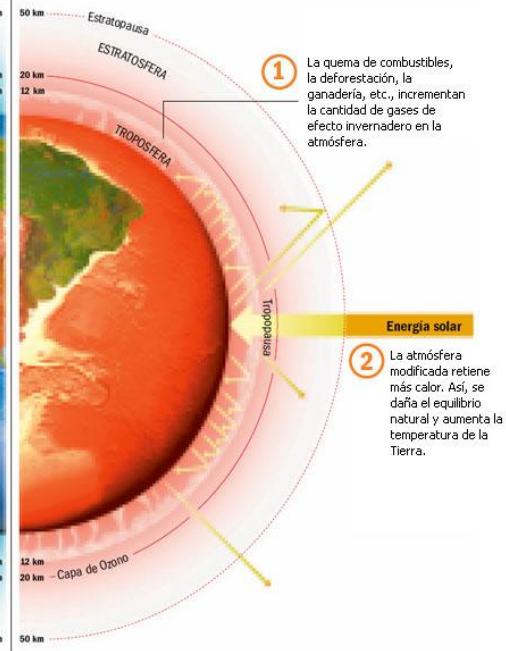 50 km
Estratopausa
ESTRATOSFERA
20 km
12 km
TROPOSFERA
1
La quema de combustibles,
la deforestación, la
ganadería, etc., incrementan
la cantidad de gases de
efecto invernadero en la
atmósfera.
Tropopausa
Energía solar
2
La atmósfera
modificada retiene
más calor. Así, se
daña el equilibrio
natural y aumenta la
temperatura de la
Tierra.
12 km
20 km
Capa de Ozono
50 km